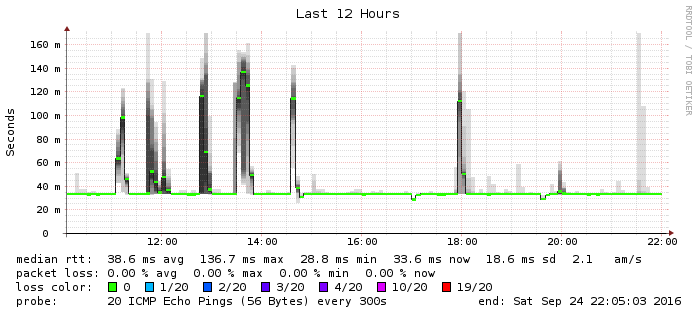 Last 12 Hours
RRDTOOL / TOBI OETIKER
Seconds
160 m
140 m
120 m
100 m
80 m
60 m
40 m
20 m
0
12:00 14:00 16:00 18:00 20:00 22:00
median rtt: 38.6 ms avg 136.7 ms max 28.8 ms min 33.6 ms now 18.6 ms sd 2.1 am/s
packet loss: 0.00 % avg 0.00 % max 0.00 % min 0.00 % now
loss color: 0 1/20 2/20 3/20 4/20 10/20 19/20
probe: 20 ICMP Echo Pings (56 Bytes) every 300s end: Sat Sep 24 22:05:03 2016